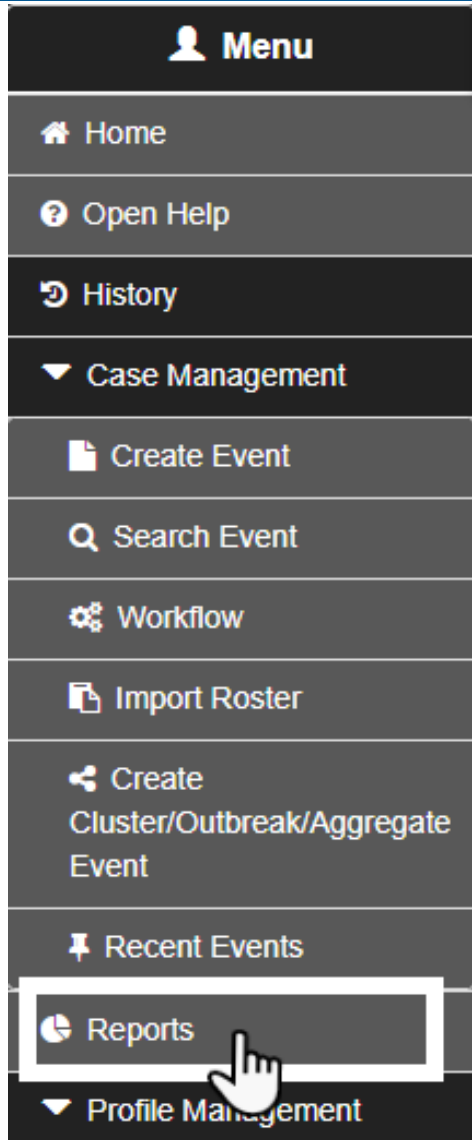 Menu
Home
Open Help
History
Case Management
Create Event
Search Event
Workflow
Import Roster
Create
Cluster/Outbreak/Aggregate
Event
Recent Events
Reports
Profile Management